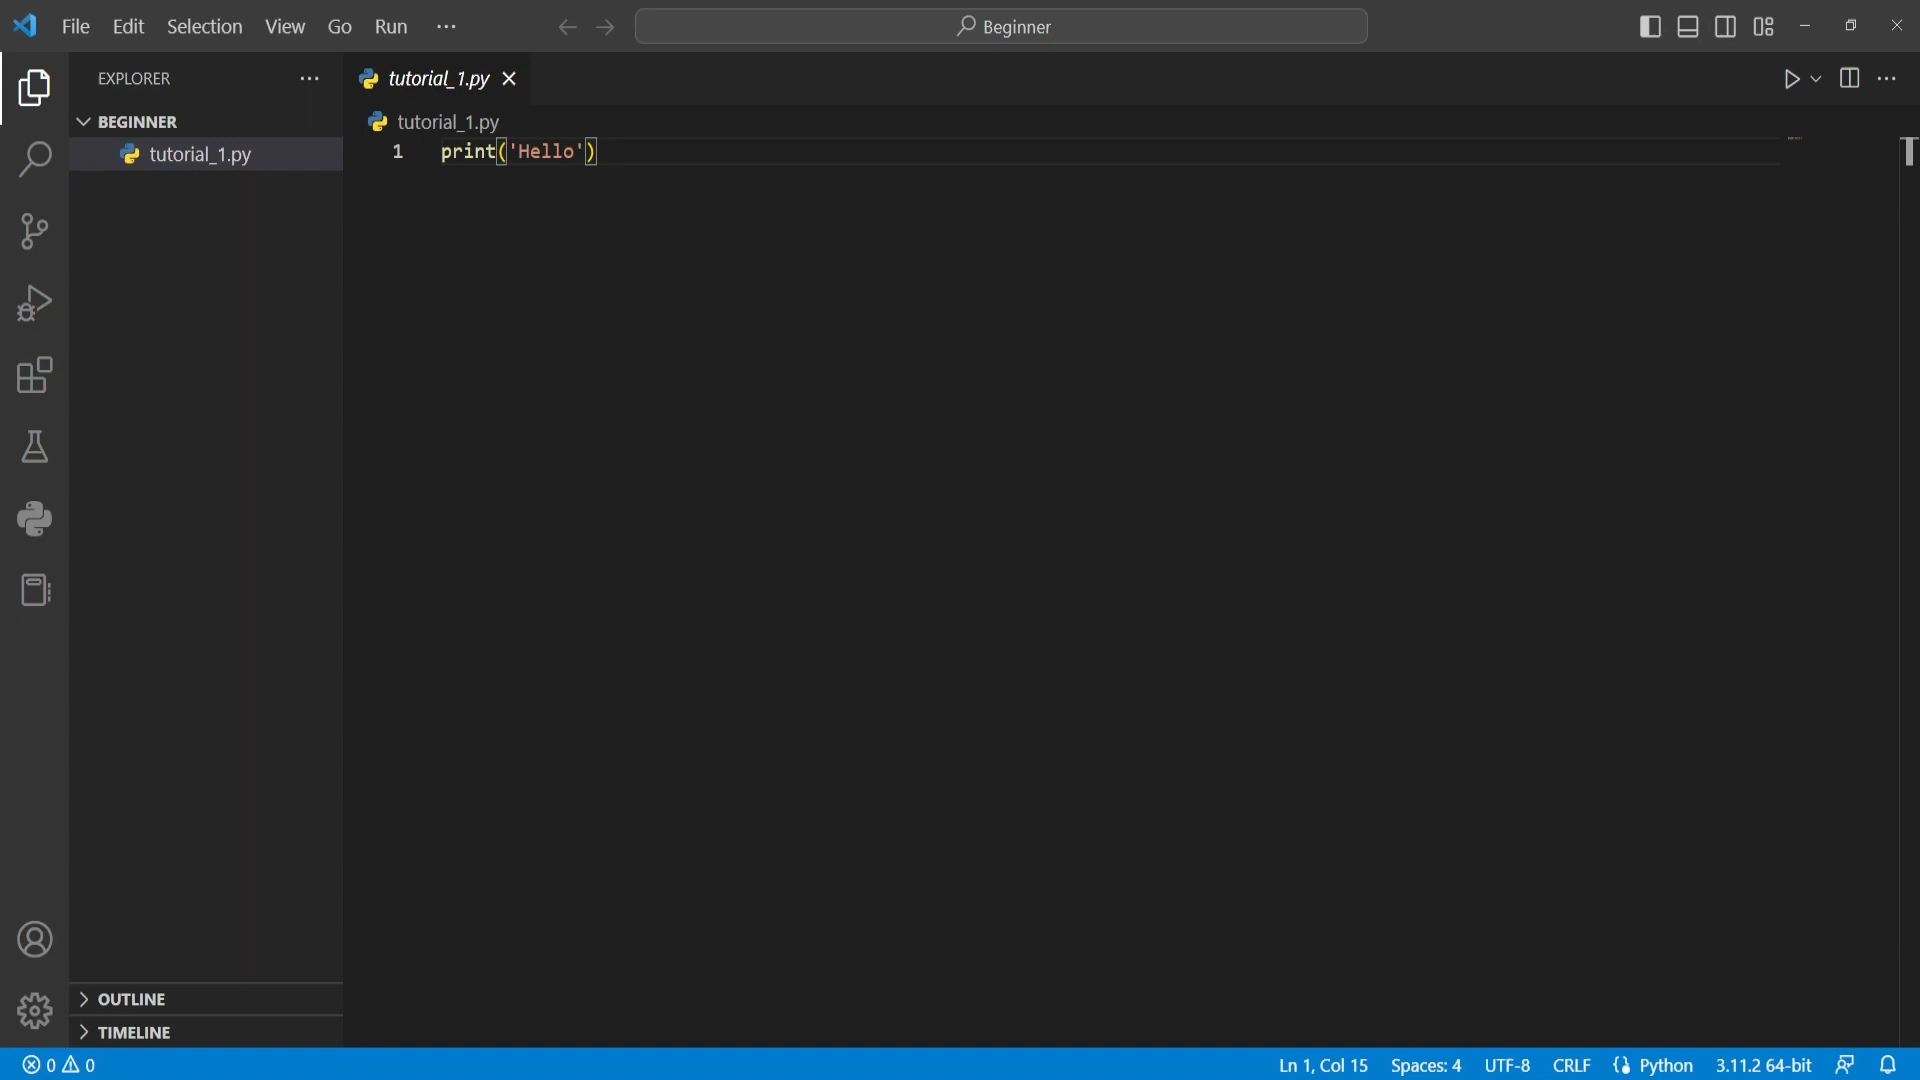 File Edit Selection View Go Run ···
Beginner
EXPLORER ···
tutorial_1.py
BEGINNER
tutorial_1.py
tutorial_1.py
1 print('Hello')
OUTLINE
TIMELINE
0 0 Ln 1, Col 15 Spaces: 4 UTF-8 CRLF Python 3.11.2 64-bit